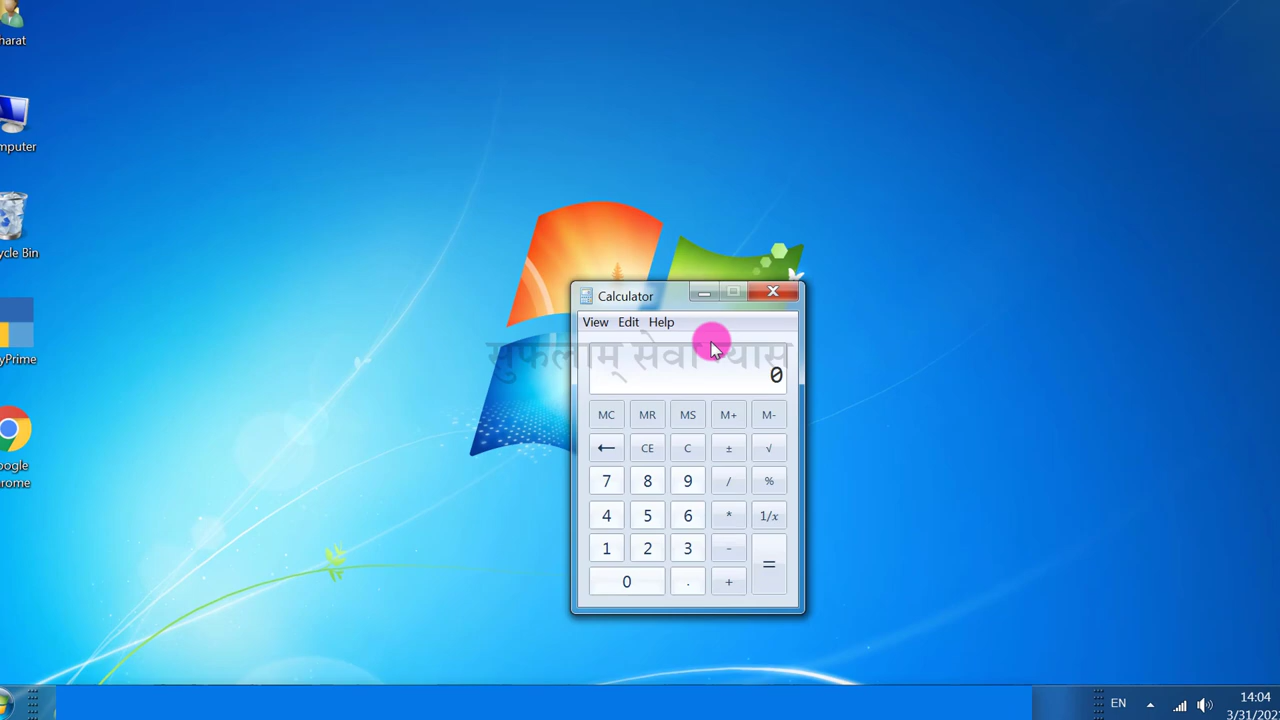 harat
mputer
ycle Bin
yPrime
oogle
rome
Calculator
View Edit Help
सुफलाम् सेवा न्यास
0
MC MR MS M+ M-
← CE C ± √
7 8 9 / %
4 5 6 * 1/x
1 2 3 - =
0 . +
EN
14:04
3/31/202